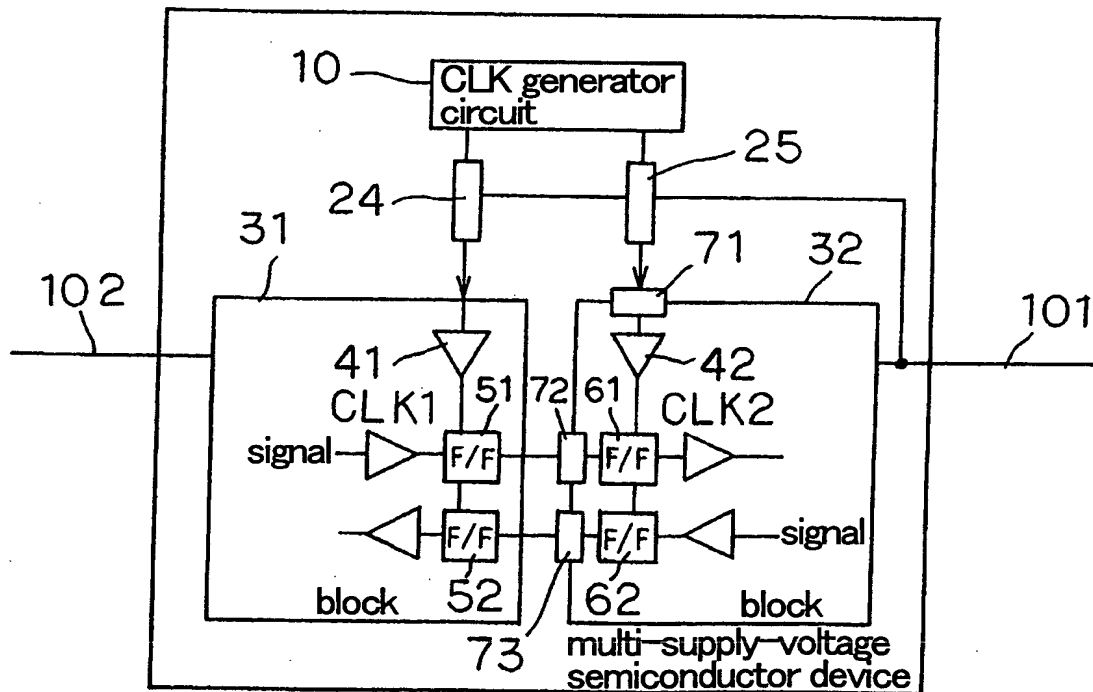 10
CLK generator
circuit
25
24
31
71
32
102
101
41
42
CLK1
51
72
61
CLK2
signal
F/F
F/F
F/F
F/F
signal
block
52
62
block
73
multi-supply-voltage
semiconductor device